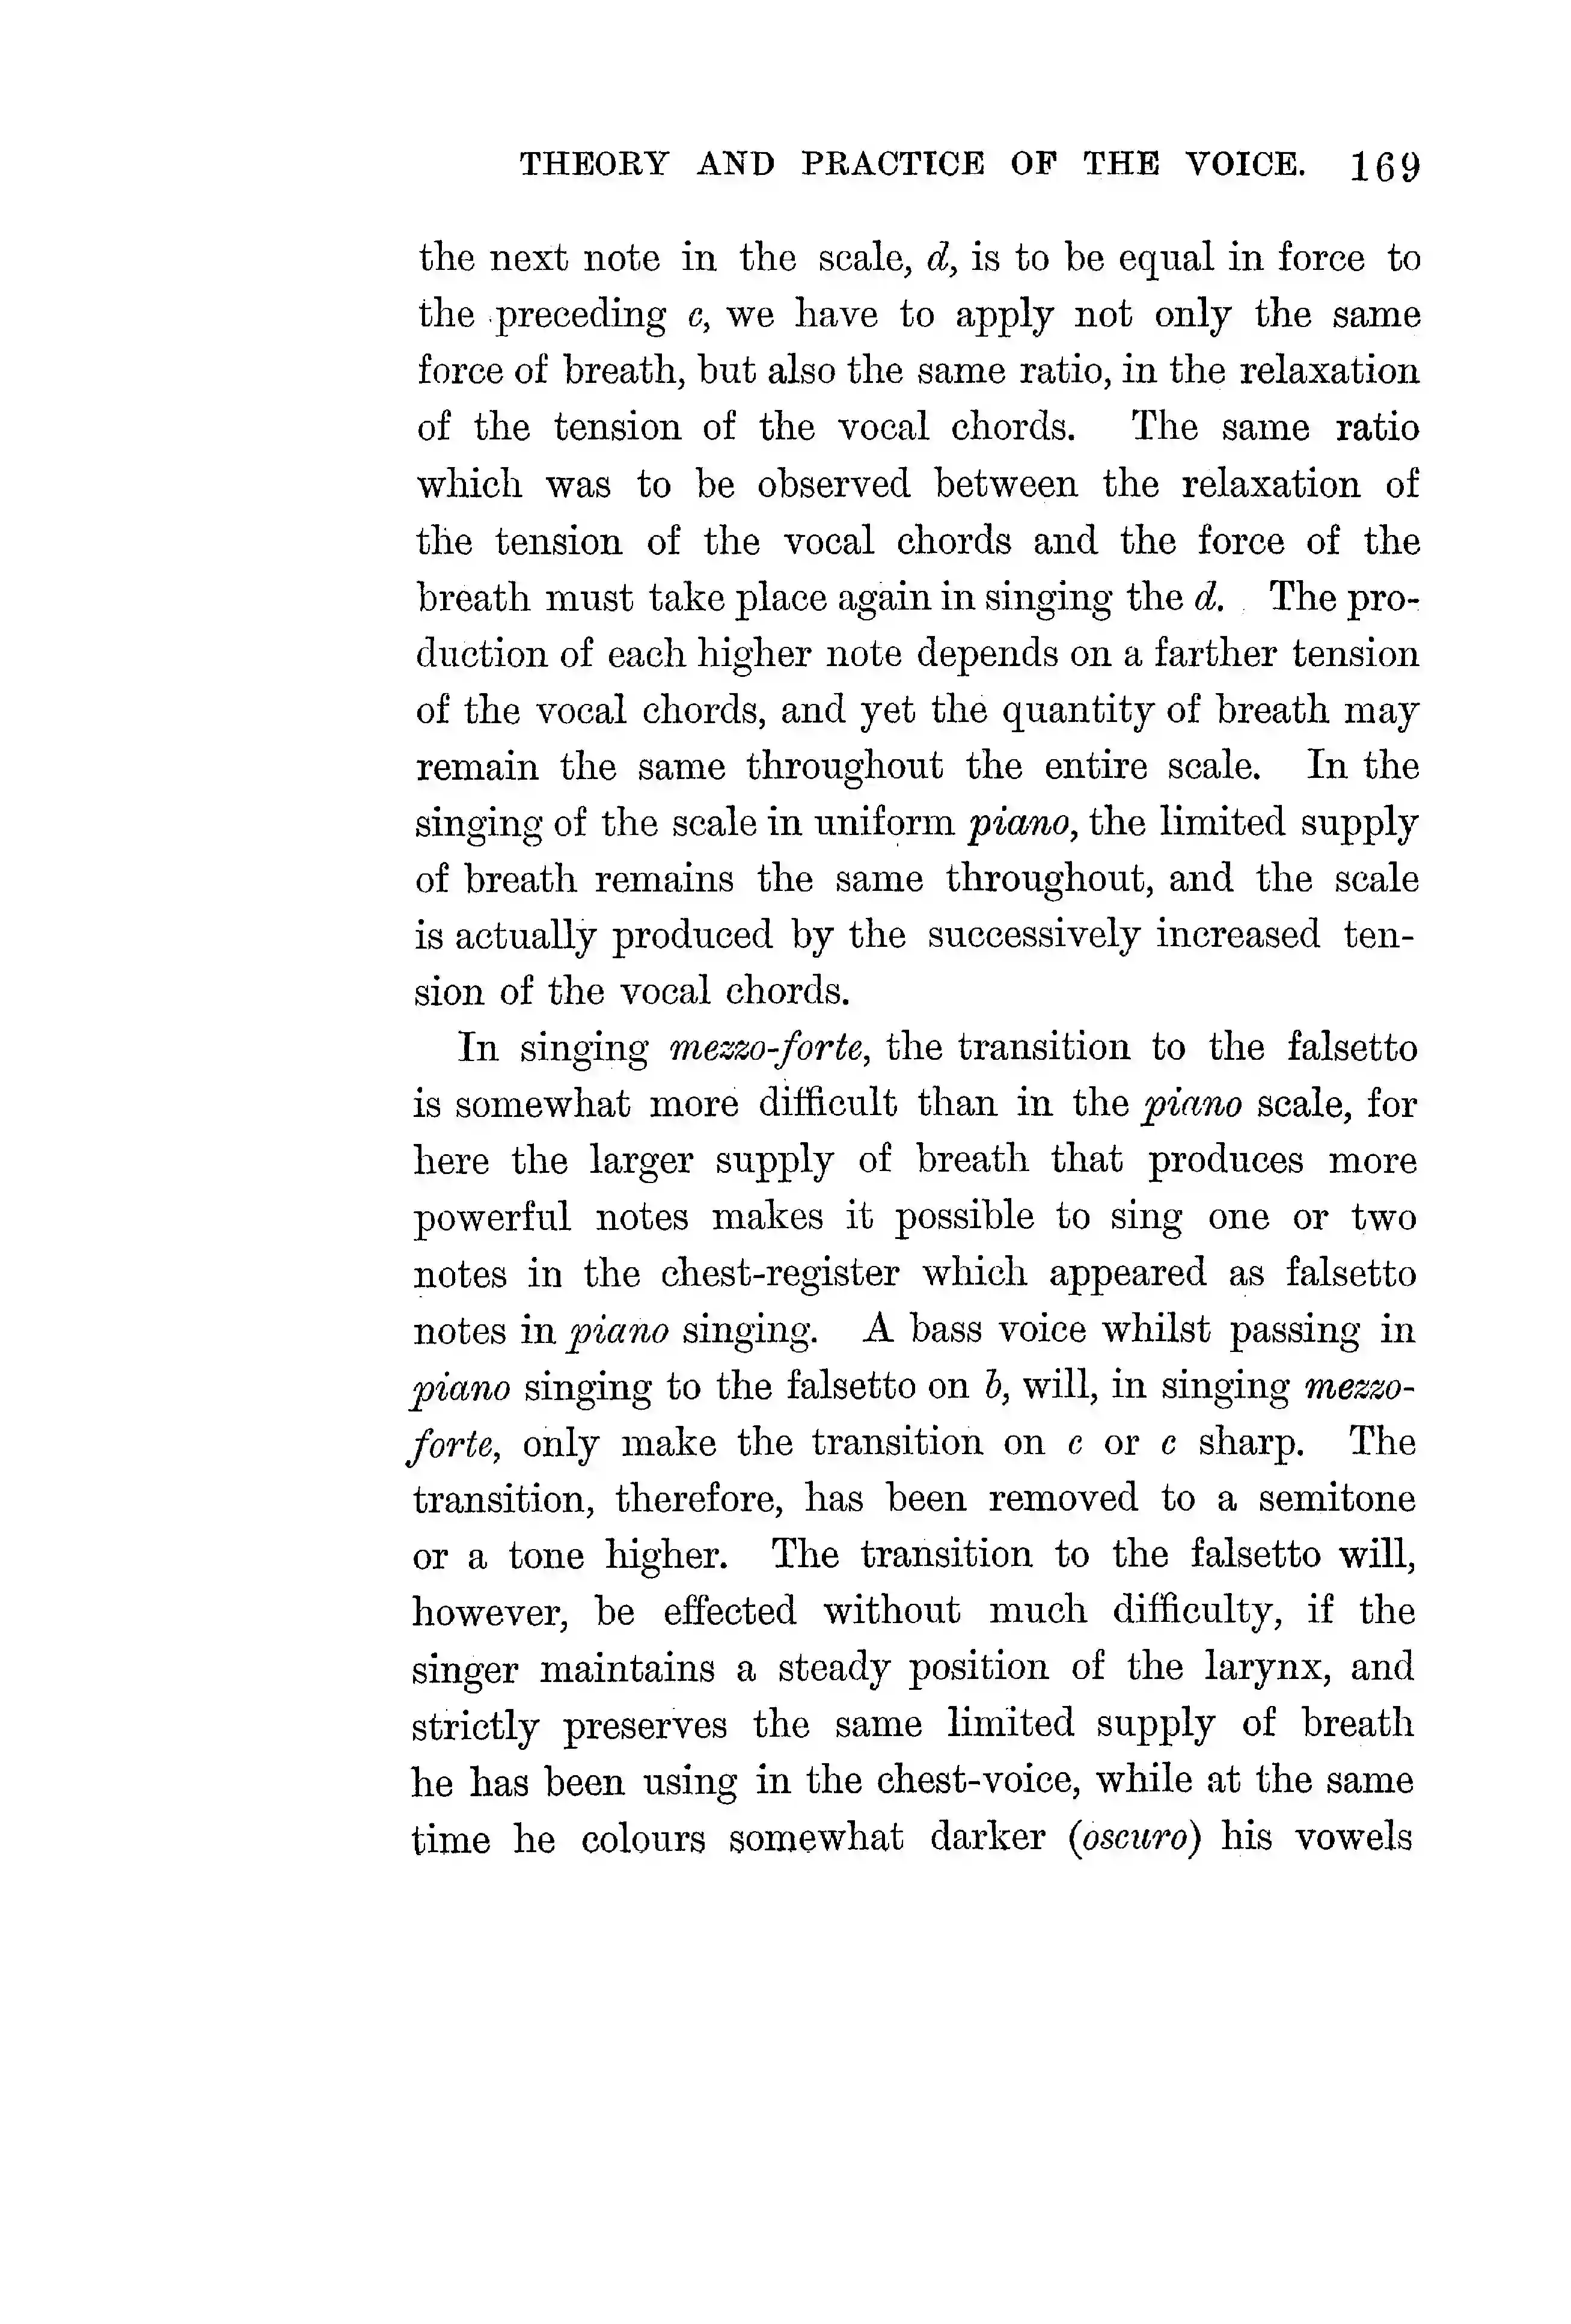 THEORY AND PRACTICE OF THE VOICE. 169
the next note in the scale, d, is to be equal in force to
the preceding c, we have to apply not only the same
force of breath, but also the same ratio, in the relaxation
of the tension of the vocal chords. The same ratio
which was to be observed between the relaxation of
the tension of the vocal chords and the force of the
breath must take place again in singing the d. The pro-
duction of each higher note depends on a farther tension
of the vocal chords, and yet the quantity of breath may
remain the same throughout the entire scale. In the
singing of the scale in uniform piano, the limited supply
of breath remains the same throughout, and the scale
is actually produced by the successively increased ten-
sion of the vocal chords.
In singing mezzo-forte, the transition to the falsetto
is somewhat more difficult than in the piano scale, for
here the larger supply of breath that produces more
powerful notes makes it possible to sing one or two
notes in the chest-register which appeared as falsetto
notes in piano singing. A bass voice whilst passing in
piano singing to the falsetto on b, will, in singing mezzo-
forte, only make the transition on c or c sharp. The
transition, therefore, has been removed to a semitone
or a tone higher. The transition to the falsetto will,
however, be effected without much difficulty, if the
singer maintains a steady position of the larynx, and
strictly preserves the same limited supply of breath
he has been using in the chest-voice, while at the same
time he colours somewhat darker (oscuro) his vowels